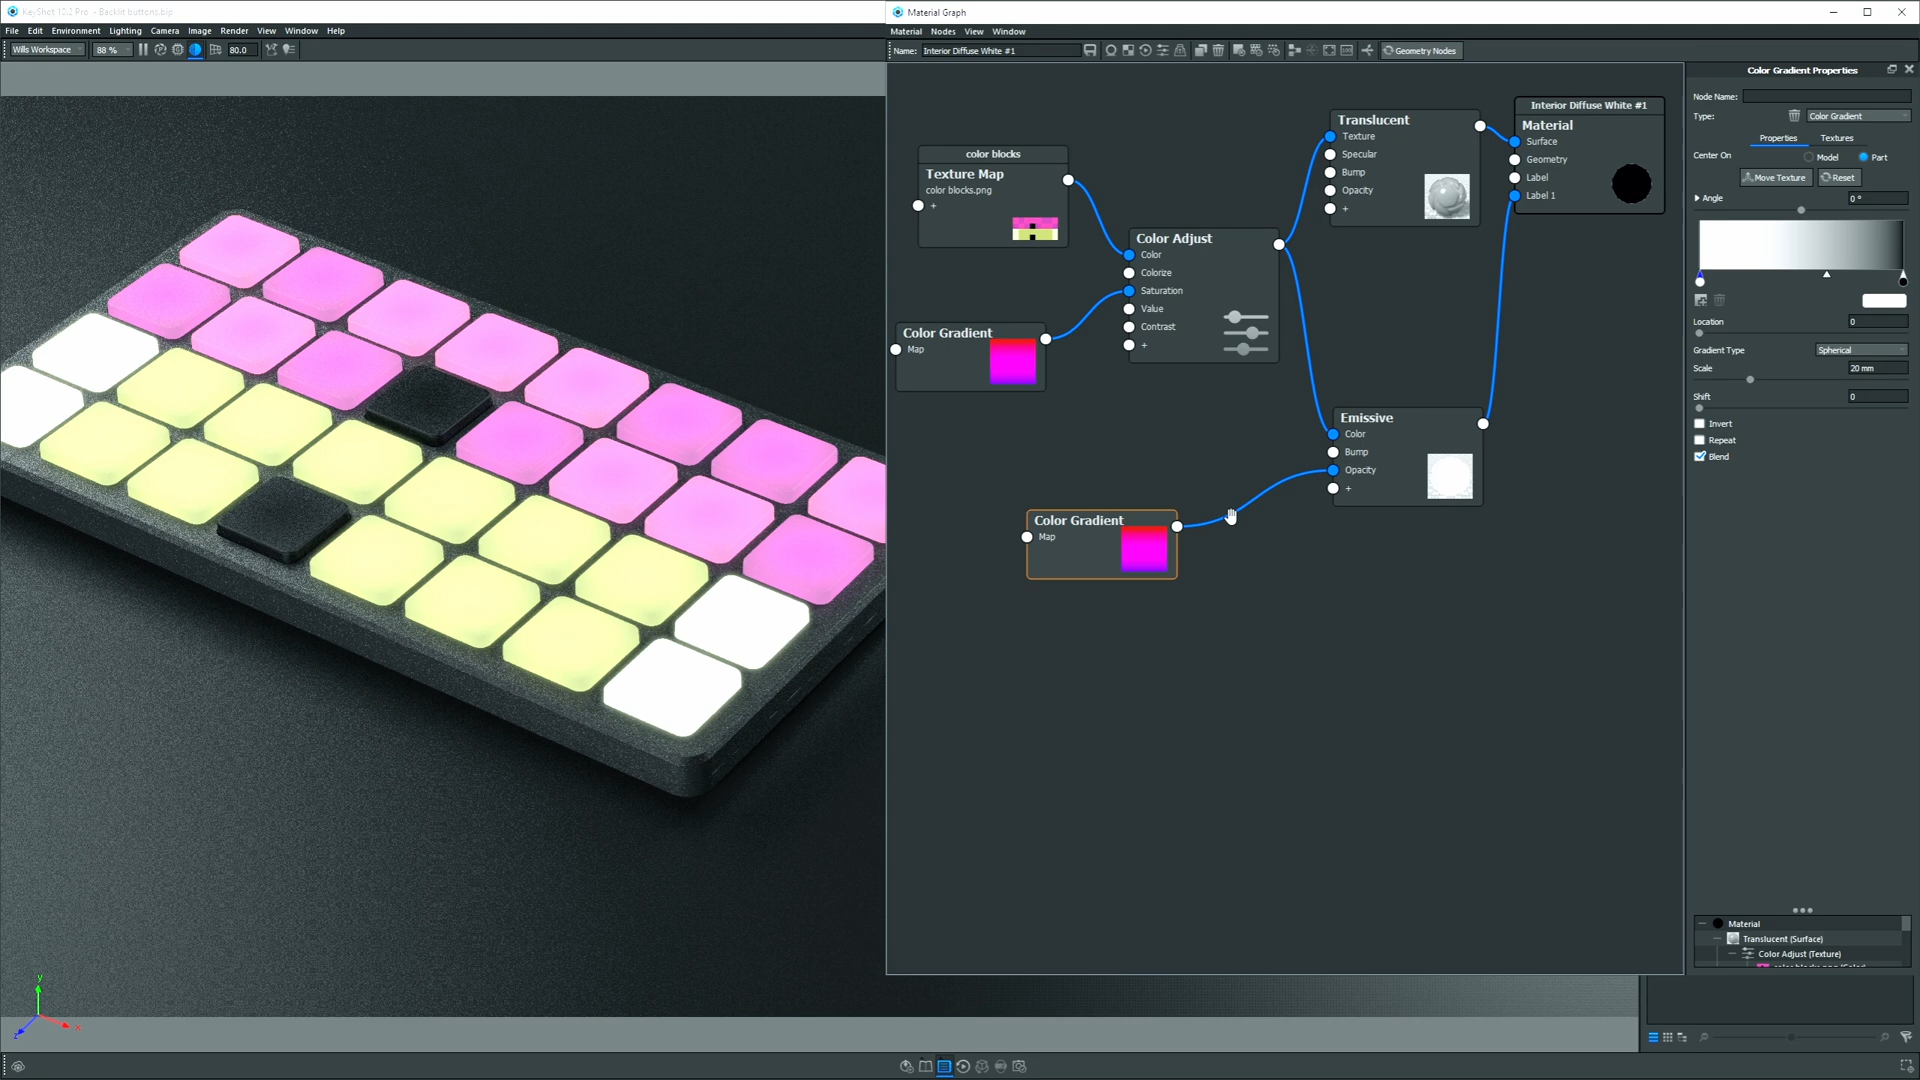 KeyShot 10.2 Pro - Backlit buttons.bip
File Edit Environment Lighting Camera Image Render View Window Help
Wills Workspace 88 % 80.0
Material Graph
Material Nodes View Window
Name: Interior Diffuse White #1 Geometry Nodes
color blocks
Texture Map
color blocks.png
+
Color Gradient
Map
Color Adjust
Color
Colorize
Saturation
Value
Contrast
+
Translucent
Texture
Specular
Bump
Opacity
+
Interior Diffuse White #1
Material
Surface
Geometry
Label
Label 1
Emissive
Color
Bump
Opacity
+
Color Gradient
Map
Color Gradient Properties
Node Name:
Type: Color Gradient
Properties Textures
Center On Model Part
Move Texture Reset
Angle 0 °
Location 0
Gradient Type Spherical
Scale 20 mm
Shift 0
Invert
Repeat
Blend
Material
Translucent (Surface)
Color Adjust (Texture)
color blocks.png (Color)
y
x
z